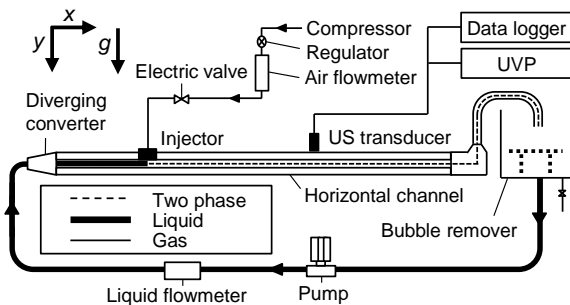 x
y
g
Compressor
Regulator
Air flowmeter
Electric valve
Data logger
UVP
Diverging
converter
Injector
US transducer
Horizontal channel
Two phase
Liquid
Gas
Bubble remover
Liquid flowmeter
Pump